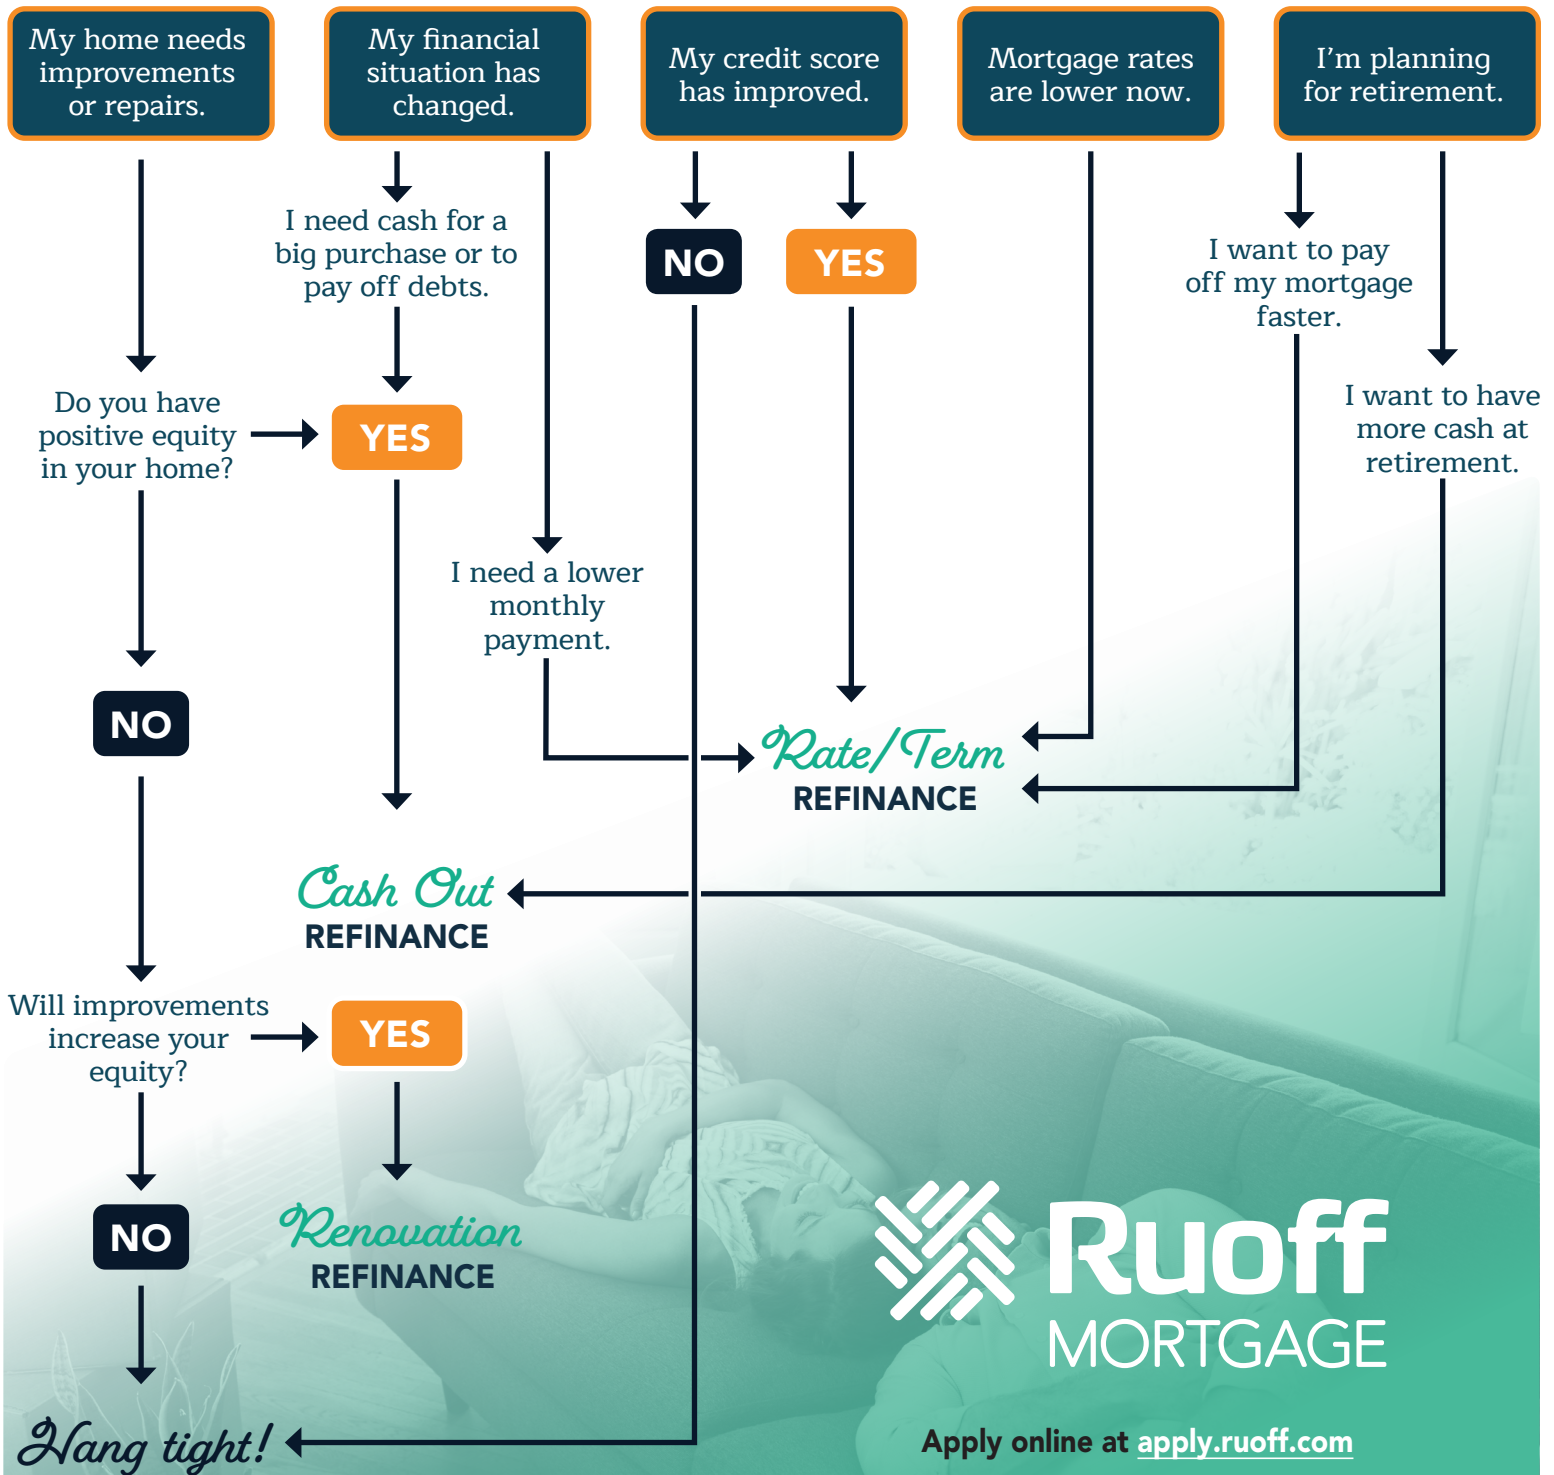 My home needs
improvements
or repairs.
My financial
situation has
changed.
My credit score
has improved.
Mortgage rates
are lower now.
I'm planning
for retirement.
I need cash for a
big purchase or to
pay off debts.
NO
YES
I want to pay
off my mortgage
faster.
Do you have
positive equity
in your home?
YES
I want to have
more cash at
retirement.
I need a lower
monthly
payment.
NO
Rate/Term
REFINANCE
Cash Out
REFINANCE
Will improvements
increase your
equity?
YES
NO
Renovation
REFINANCE
Ruoff
MORTGAGE
Hang tight!
Apply online at apply.ruoff.com